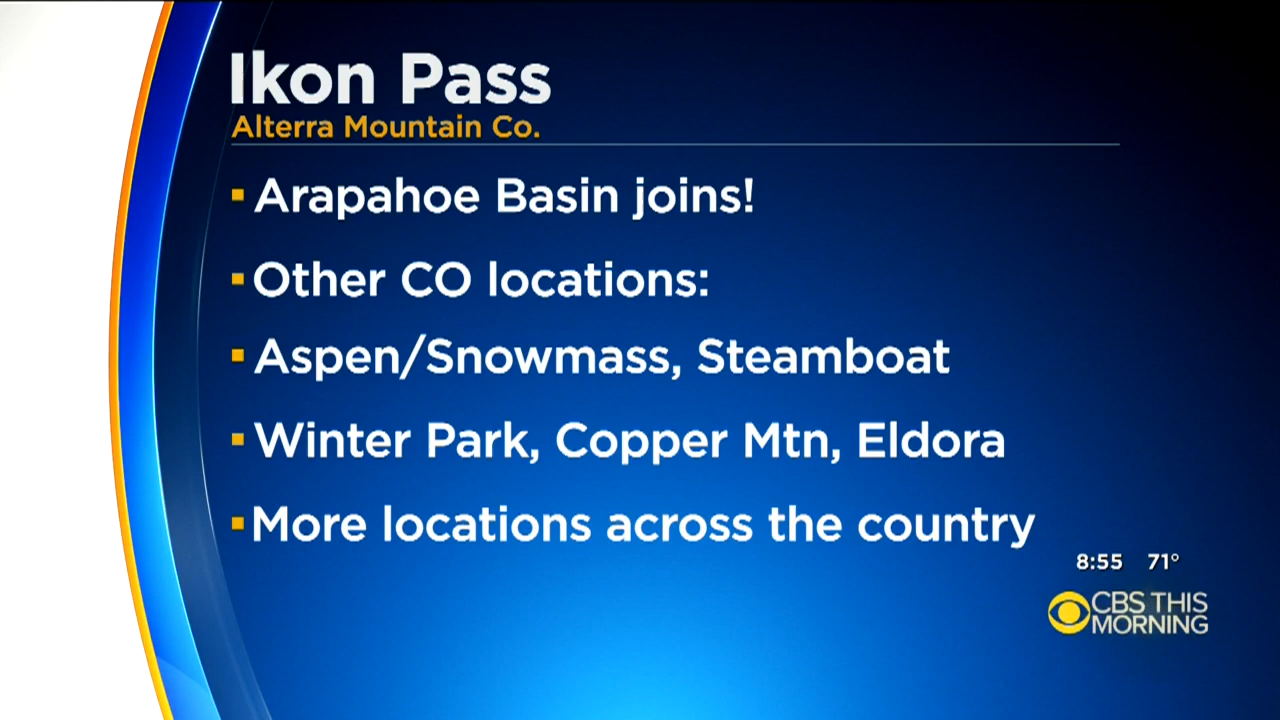 Ikon Pass
Alterra Mountain Co.
▪ Arapahoe Basin joins!
▪ Other CO locations:
▪ Aspen/Snowmass, Steamboat
▪ Winter Park, Copper Mtn, Eldora
▪ More locations across the country
8:55 71°
CBS THIS
MORNING